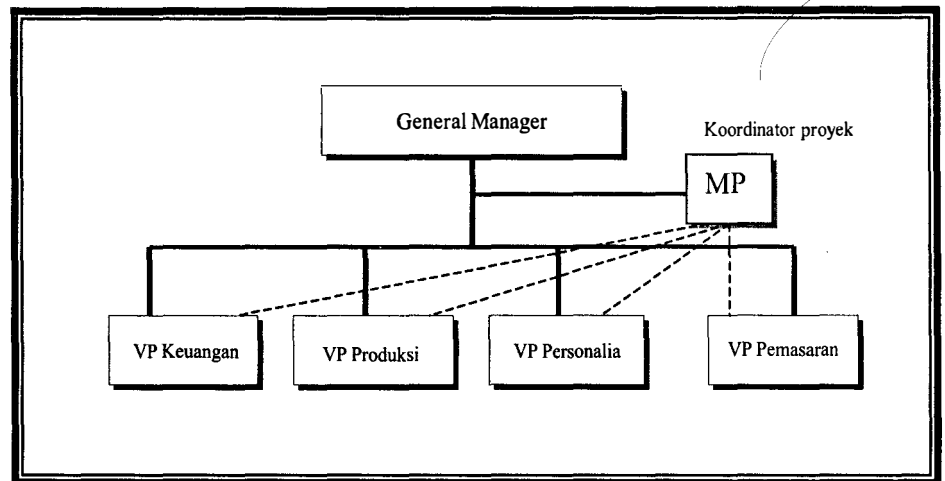 General Manager
Koordinator proyek
MP
VP Keuangan
VP Produksi
VP Personalia
VP Pemasaran